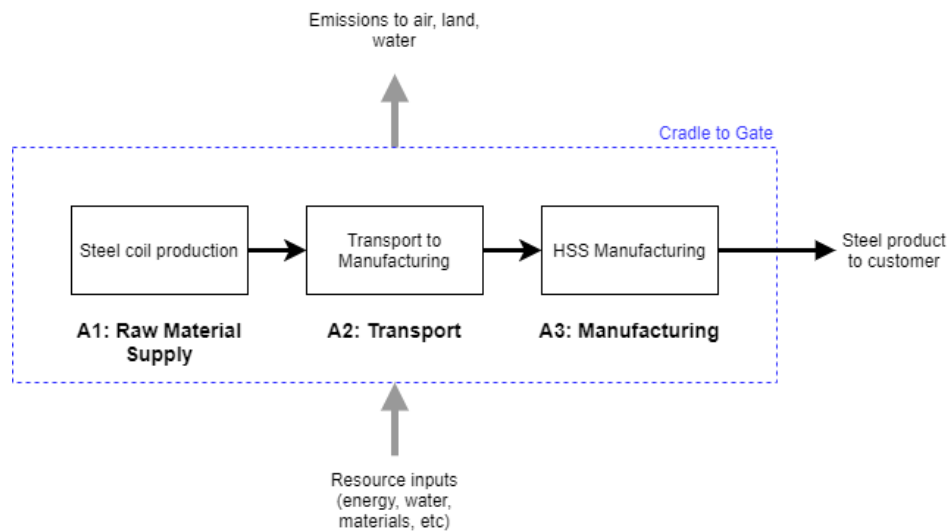 Emissions to air, land,
water
Cradle to Gate
Steel coil production
Transport to
Manufacturing
HSS Manufacturing
Steel product
to customer
A1: Raw Material
Supply
A2: Transport
A3: Manufacturing
Resource inputs
(energy, water,
materials, etc)